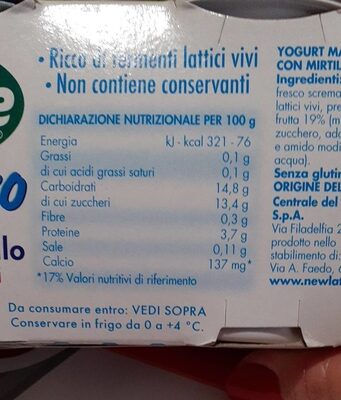 • Ricco di fermenti lattici vivi
• Non contiene conservanti
DICHIARAZIONE NUTRIZIONALE PER 100 g
Energia kJ - kcal 321 - 76
Grassi 0,1 g
di cui acidi grassi saturi 0,1 g
Carboidrati 14,8 g
di cui zuccheri 13,4 g
Fibre 0,3 g
Proteine 3,7 g
Sale 0,11 g
Calcio 137 mg*
*17% Valori nutritivi di riferimento
Da consumare entro: VEDI SOPRA
Conservare in frigo da 0 a +4 °C.
YOGURT MA
CON MIRTIL
Ingredienti:
fresco screma
lattici vivi, pre
frutta 19% (m
zucchero, ado
e amido modi
acqua).
Senza glutin
ORIGINE DEL
Centrale del
S.p.A.
Via Filadelfia 2
prodotto nello
stabilimento di:
Via A. Faedo, 6
www.newlat